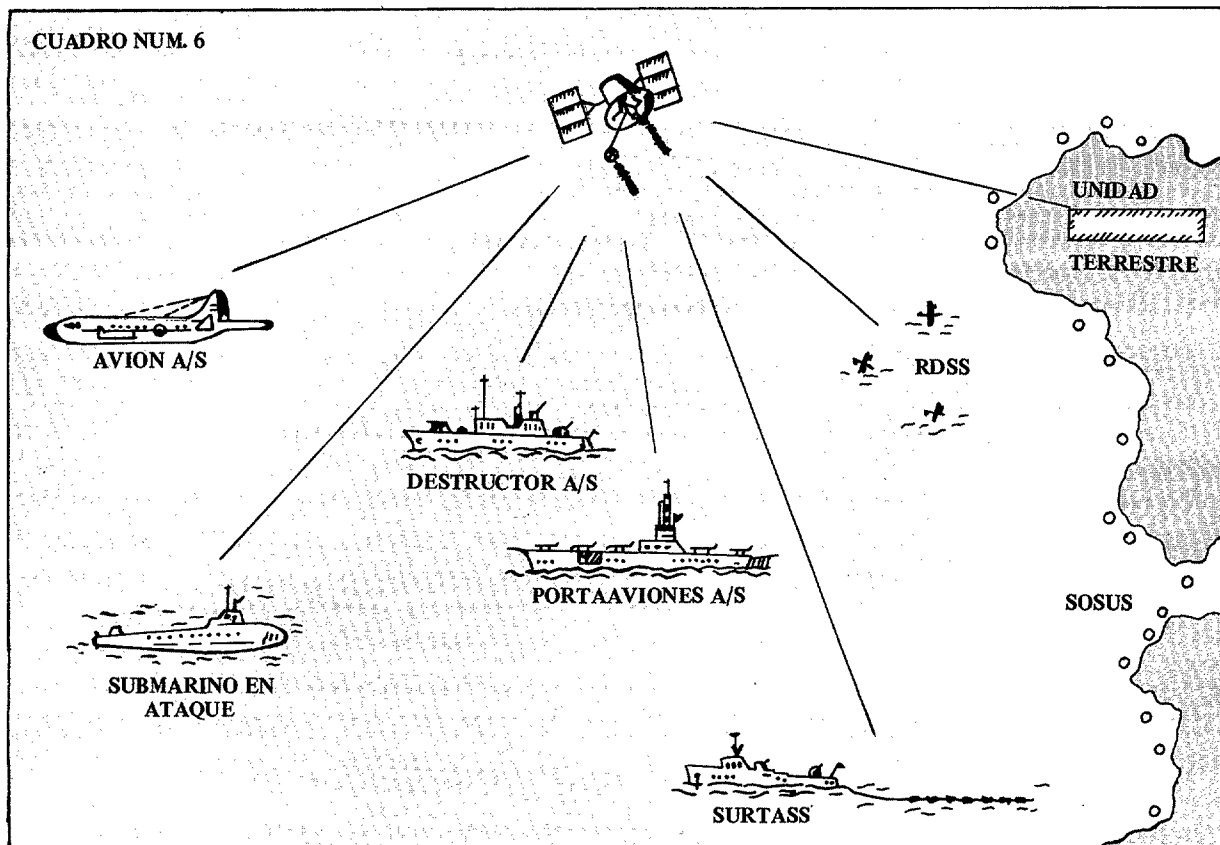 CUADRO NUM. 6
UNIDAD
TERRESTRE
AVION A/S
RDSS
DESTRUCTOR A/S
PORTAAVIONES A/S
SOSUS
SUBMARINO EN
ATAQUE
SURTASS